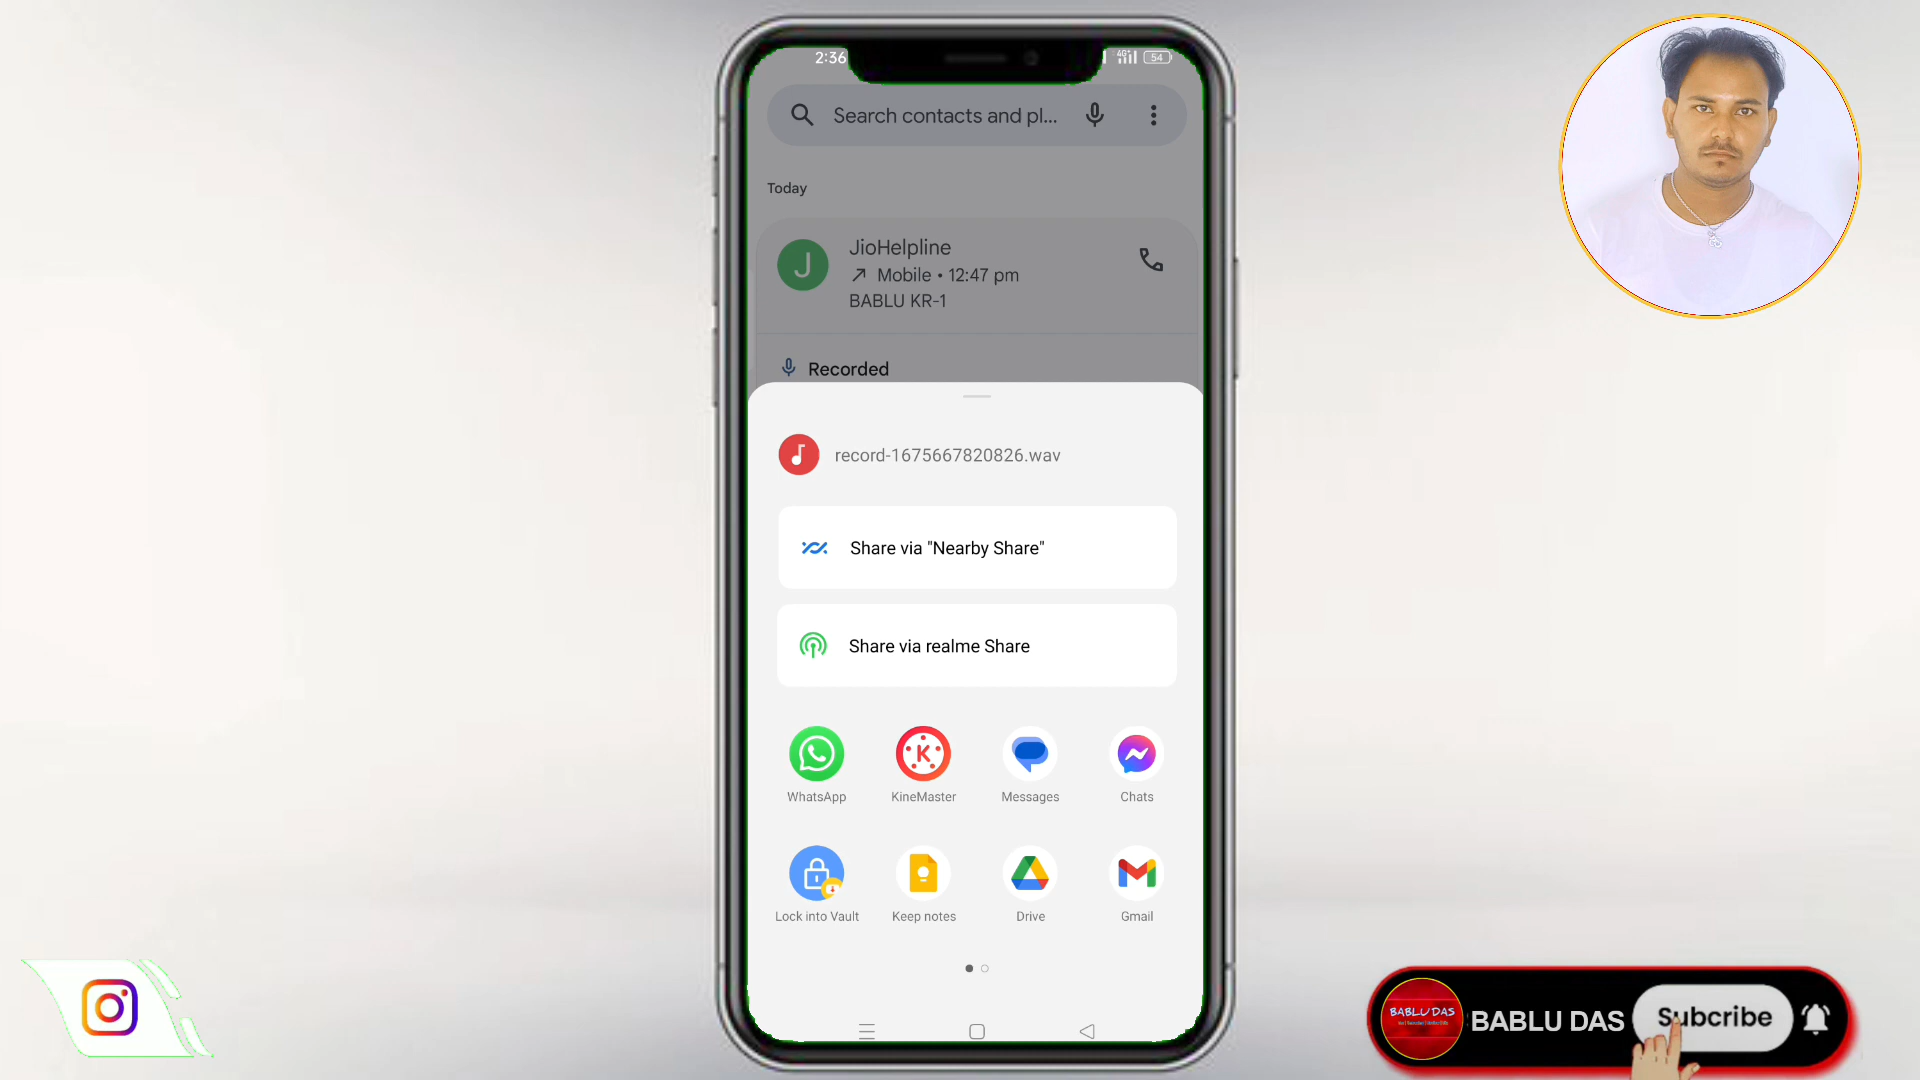 2:36
4G+
54
Search contacts and pl...
Today
J
JioHelpline
Mobile • 12:47 pm
BABLU KR-1
Recorded
record-1675667820826.wav
Share via "Nearby Share"
Share via realme Share
K
WhatsApp
KineMaster
Messages
Chats
Lock into Vault
Keep notes
Drive
Gmail
BABLU DAS
BABLU DAS
Subcribe